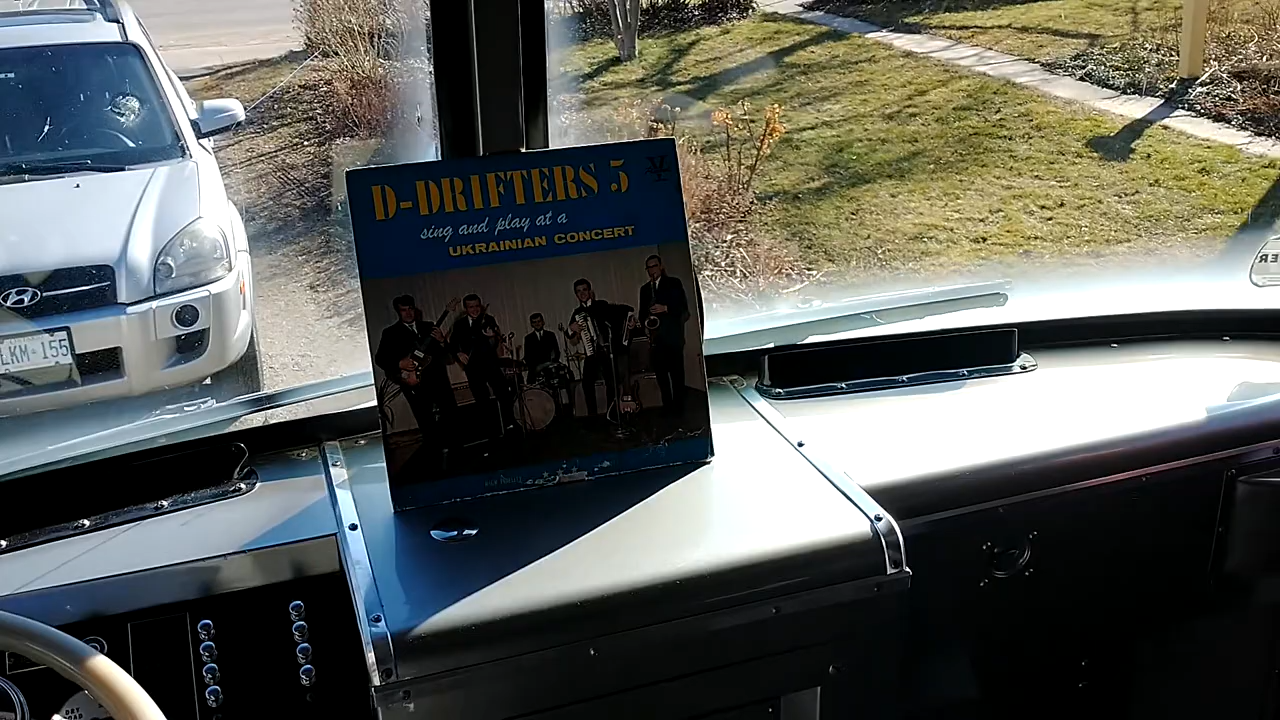 D-DRIFTERS 5
sing and play at a
UKRAINIAN CONCERT
LKM 155